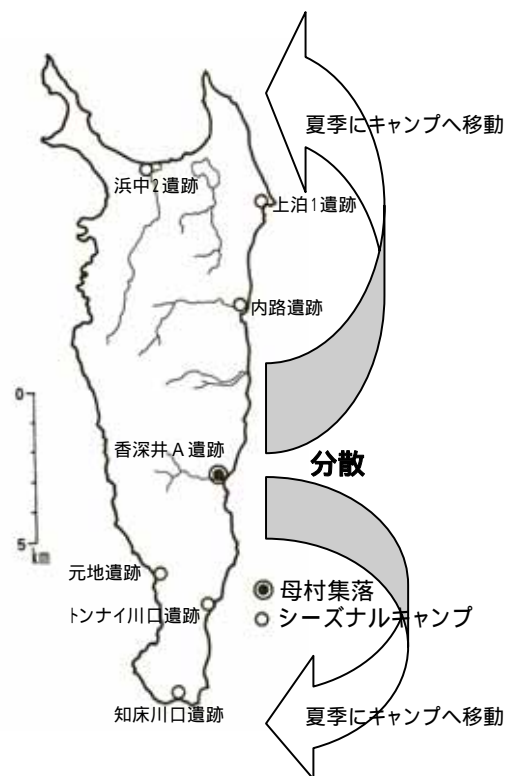 夏季にキャンプへ移動
浜中2遺跡
上泊1遺跡
内路遺跡
0
香深井A遺跡
分散
5
km
元地遺跡
母村集落
トンナイ川口遺跡
シーズナルキャンプ
知床川口遺跡
夏季にキャンプへ移動